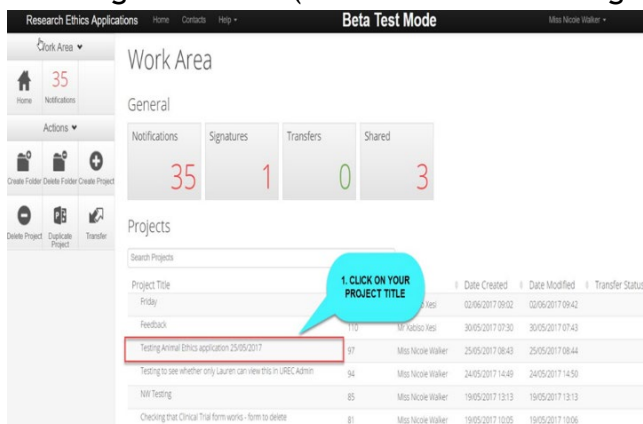 Research Ethics Applications Home Contacts Help Beta Test Mode Miss Nicole Walker
Work Area
35
Home Notifications
Actions
Create Folder Delete Folder Create Project
Delete Project Duplicate Project Transfer
Work Area
General
Notifications Signatures Transfers Shared
35 1 0 3
Projects
Search Projects
Project Title Date Created Date Modified Transfer Status
1. CLICK ON YOUR
PROJECT TITLE
Friday Xesi 02/06/2017 09:02 02/06/2017 09:42
Feedback 110 Mr Xabiso Xesi 30/05/2017 07:30 30/05/2017 07:43
Testing Animal Ethics application 25/05/2017 97 Miss Nicole Walker 25/05/2017 08:43 25/05/2017 08:44
Testing to see whether only Lauren can view this in UREC Admin 94 Miss Nicole Walker 24/05/2017 14:49 24/05/2017 14:50
NW Testing 85 Miss Nicole Walker 19/05/2017 13:13 19/05/2017 13:13
Checking that Clinical Trial form works - form to delete 81 Miss Nicole Walker 19/05/2017 10:05 19/05/2017 10:06